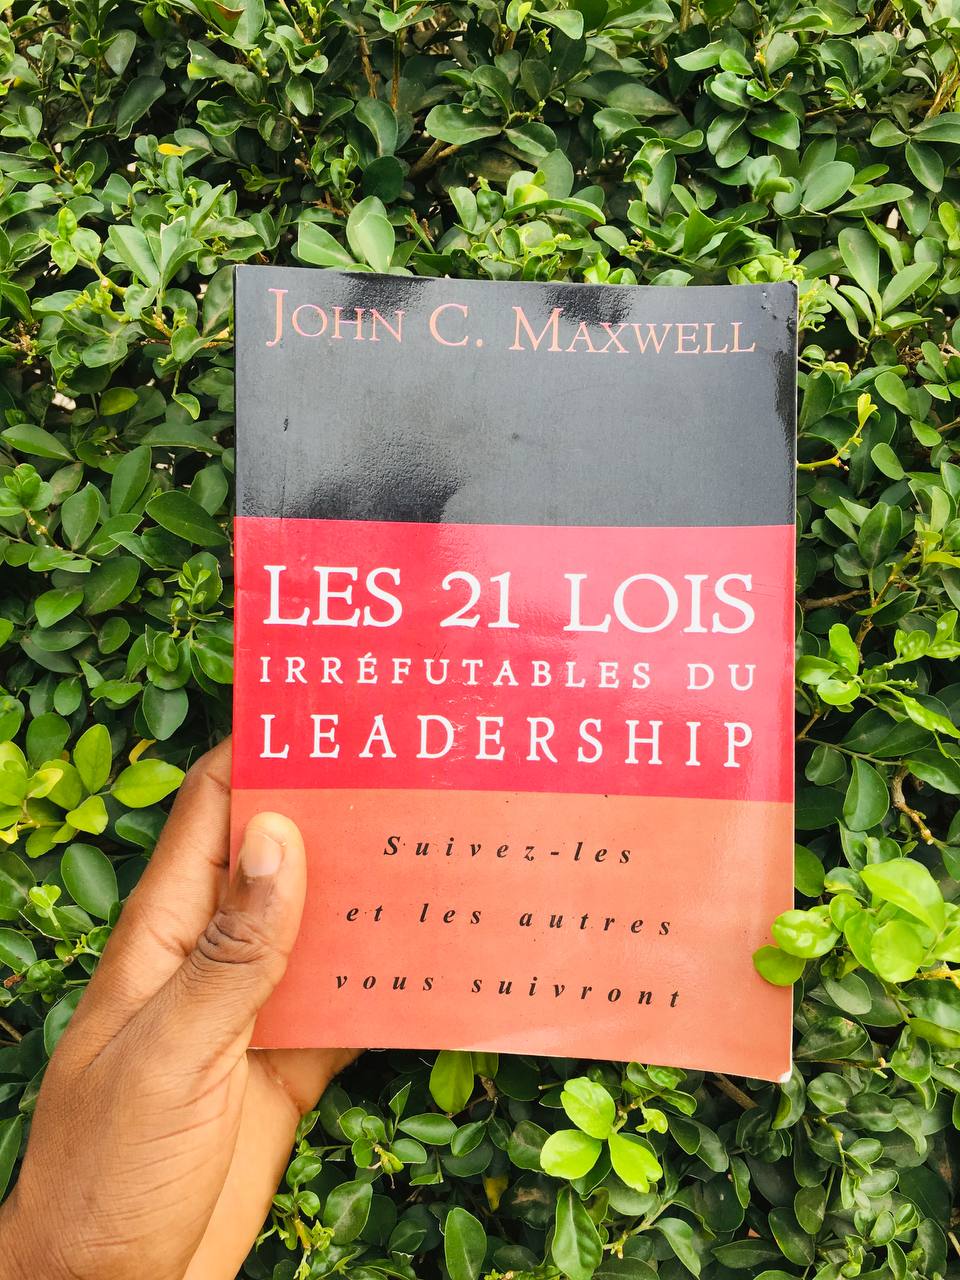 JOHN C. MAXWELL
LES 21 LOIS
IRRÉFUTABLES DU
LEADERSHIP
Suivez-les
et les autres
vous suivront